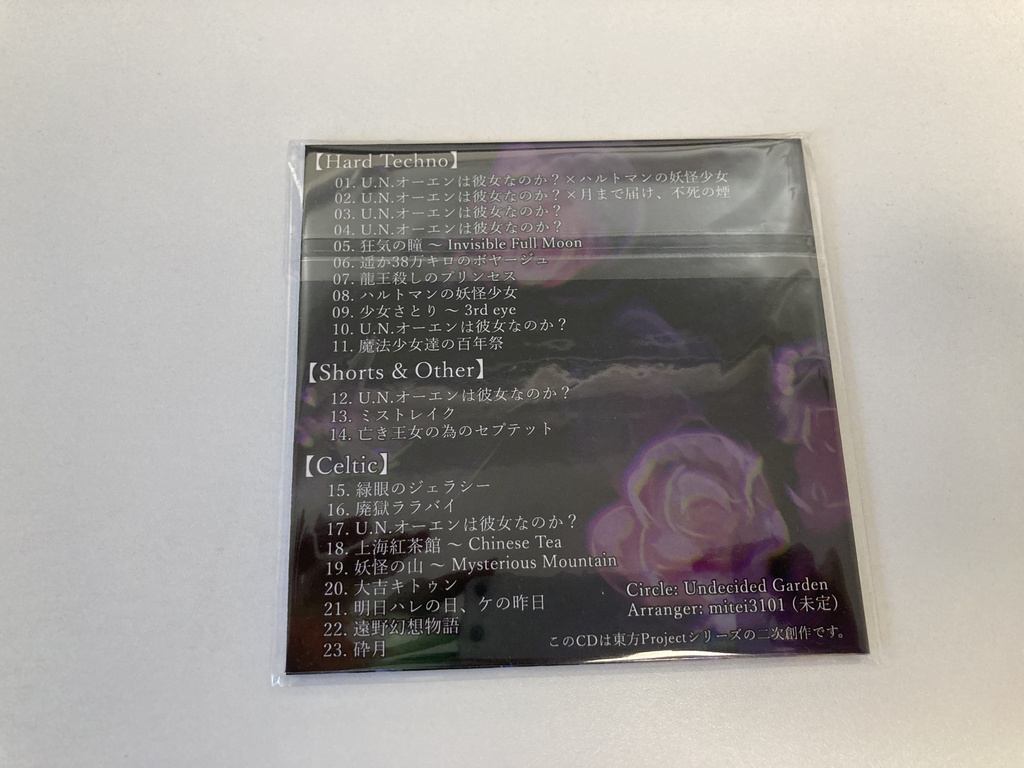 【Hard Techno】
01. U.N.オーエンは彼女なのか？×ハルトマンの妖怪少女
02. U.N.オーエンは彼女なのか？×月まで届け、不死の煙
03. U.N.オーエンは彼女なのか？
04. U.N.オーエンは彼女なのか？
05. 狂気の瞳 ～ Invisible Full Moon
06. 遥か38万キロのボヤージュ
07. 龍王殺しのプリンセス
08. ハルトマンの妖怪少女
09. 少女さとり ～ 3rd eye
10. U.N.オーエンは彼女なのか？
11. 魔法少女達の百年祭
【Shorts & Other】
12. U.N.オーエンは彼女なのか？
13. ミストレイク
14. 亡き王女の為のセプテット
【Celtic】
15. 緑眼のジェラシー
16. 廃獄ララバイ
17. U.N.オーエンは彼女なのか？
18. 上海紅茶館 ～ Chinese Tea
19. 妖怪の山 ～ Mysterious Mountain
20. 大吉キトゥン
21. 明日ハレの日、ケの昨日
22. 遠野幻想物語
23. 砕月
Circle: Undecided Garden
Arranger: mitei3101 (未定)
このCDは東方Projectシリーズの二次創作です。